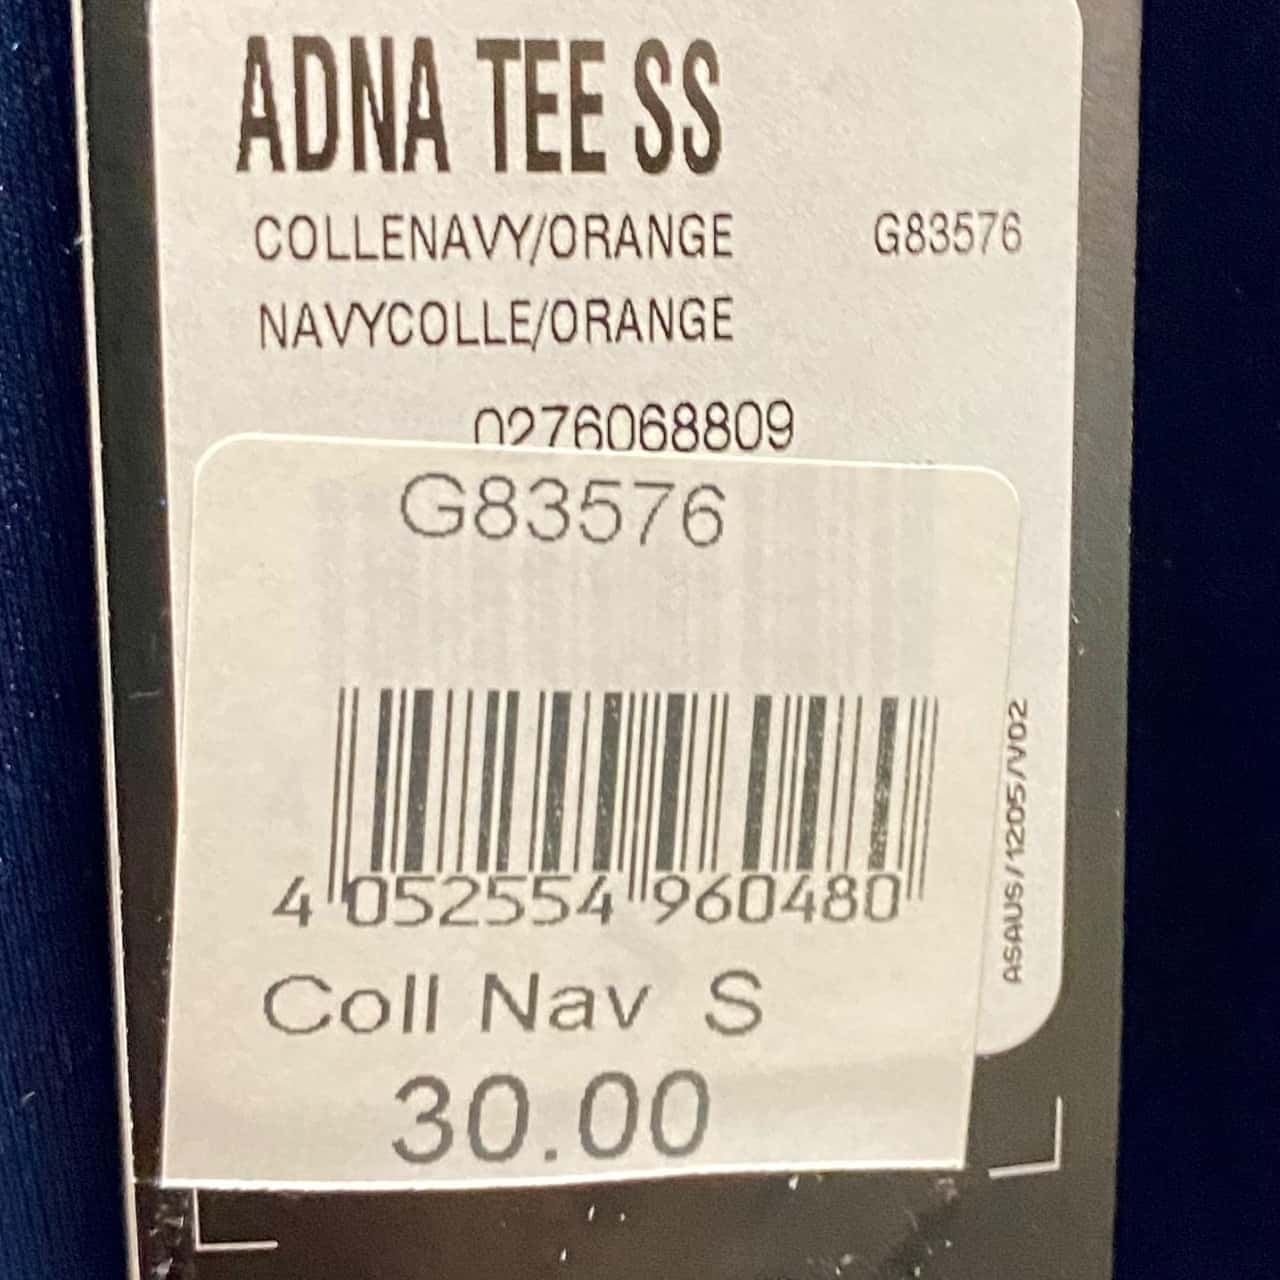 ADNA TEE SS
COLLENAVY/ORANGE G83576
NAVYCOLLE/ORANGE
0276068809
G83576
4 052554 960480
Coll Nav S
30.00
ASAUS/1205/V02